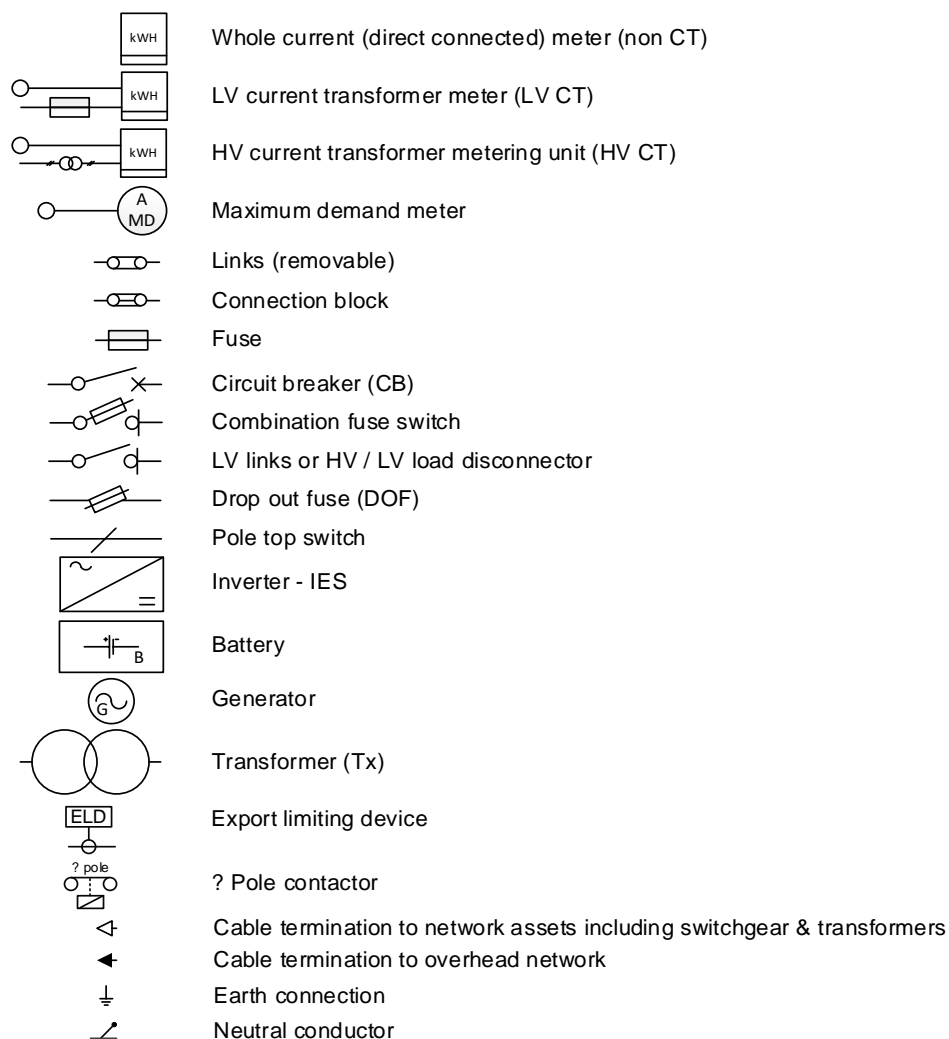 kWH Whole current (direct connected) meter (non CT)
kWH LV current transformer meter (LV CT)
kWH HV current transformer metering unit (HV CT)
A
MD Maximum demand meter
Links (removable)
Connection block
Fuse
Circuit breaker (CB)
Combination fuse switch
LV links or HV / LV load disconnector
Drop out fuse (DOF)
Pole top switch
Inverter - IES
B Battery
G Generator
Transformer (Tx)
ELD Export limiting device
? pole
? Pole contactor
Cable termination to network assets including switchgear & transformers
Cable termination to overhead network
Earth connection
Neutral conductor